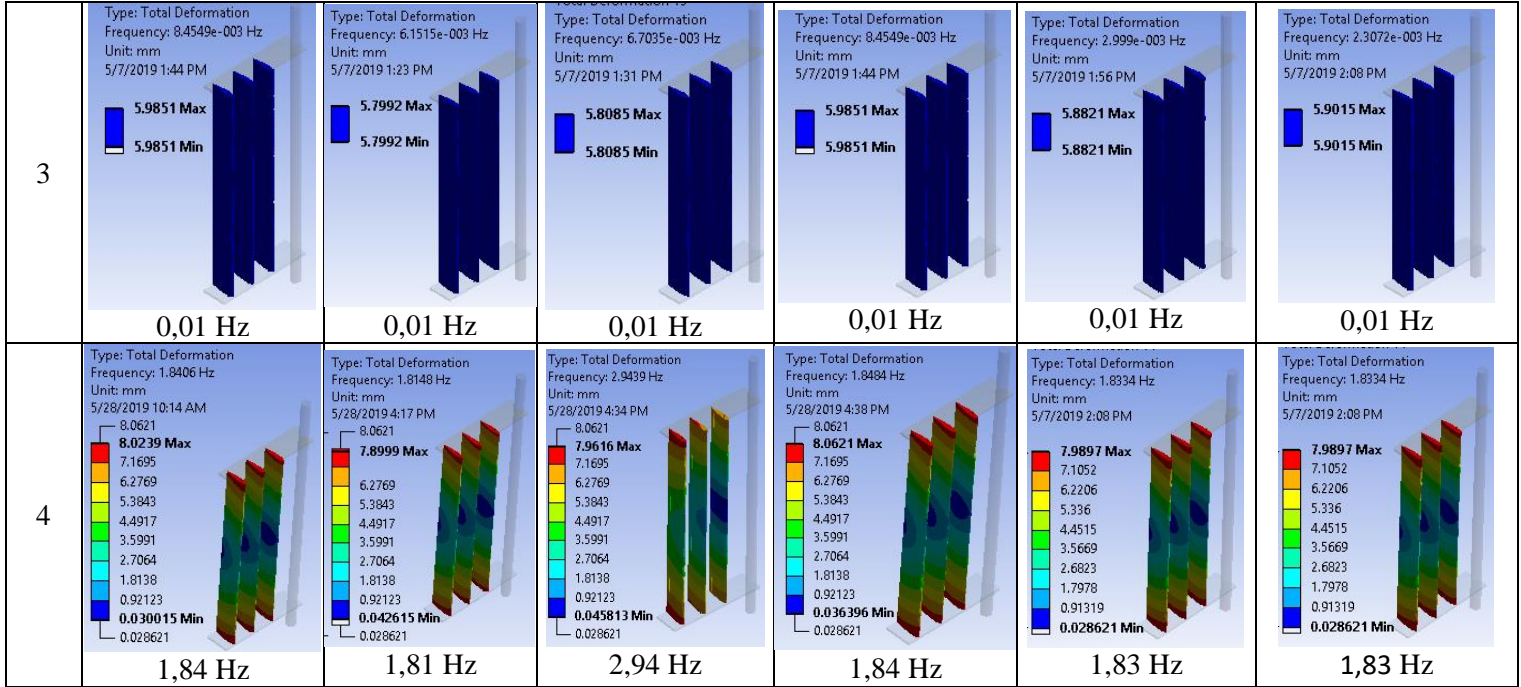 3
Type: Total Deformation
Frequency: 8.4549e-003 Hz
Unit: mm
5/7/2019 1:44 PM
5.9851 Max
5.9851 Min
0,01 Hz
Type: Total Deformation
Frequency: 6.1515e-003 Hz
Unit: mm
5/7/2019 1:23 PM
5.7992 Max
5.7992 Min
0,01 Hz
Type: Total Deformation
Frequency: 6.7035e-003 Hz
Unit: mm
5/7/2019 1:31 PM
5.8085 Max
5.8085 Min
0,01 Hz
Type: Total Deformation
Frequency: 8.4549e-003 Hz
Unit: mm
5/7/2019 1:44 PM
5.9851 Max
5.9851 Min
0,01 Hz
Type: Total Deformation
Frequency: 2.999e-003 Hz
Unit: mm
5/7/2019 1:56 PM
5.8821 Max
5.8821 Min
0,01 Hz
Type: Total Deformation
Frequency: 2.3072e-003 Hz
Unit: mm
5/7/2019 2:08 PM
5.9015 Max
5.9015 Min
0,01 Hz
4
Type: Total Deformation
Frequency: 1.8406 Hz
Unit: mm
5/28/2019 10:14 AM
8.0621
8.0239 Max
7.1695
6.2769
5.3843
4.4917
3.5991
2.7064
1.8138
0.92123
0.030015 Min
0.028621
1,84 Hz
Type: Total Deformation
Frequency: 1.8148 Hz
Unit: mm
5/28/2019 4:17 PM
8.0621
7.8999 Max
6.2769
5.3843
4.4917
3.5991
2.7064
1.8138
0.92123
0.042615 Min
0.028621
1,81 Hz
Type: Total Deformation
Frequency: 2.9439 Hz
Unit: mm
5/28/2019 4:34 PM
8.0621
7.9616 Max
7.1695
6.2769
5.3843
4.4917
3.5991
2.7064
1.8138
0.92123
0.045813 Min
0.028621
2,94 Hz
Type: Total Deformation
Frequency: 1.8484 Hz
Unit: mm
5/28/2019 4:38 PM
8.0621
8.0621 Max
7.1695
6.2769
5.3843
4.4917
3.5991
2.7064
1.8138
0.92123
0.036396 Min
0.028621
1,84 Hz
Type: Total Deformation
Frequency: 1.8334 Hz
Unit: mm
5/7/2019 2:08 PM
7.9897 Max
7.1052
6.2206
5.336
4.4515
3.5669
2.6823
1.7978
0.91319
0.028621 Min
1,83 Hz
Type: Total Deformation
Frequency: 1.8334 Hz
Unit: mm
5/7/2019 2:08 PM
7.9897 Max
7.1052
6.2206
5.336
4.4515
3.5669
2.6823
1.7978
0.91319
0.028621 Min
1,83 Hz